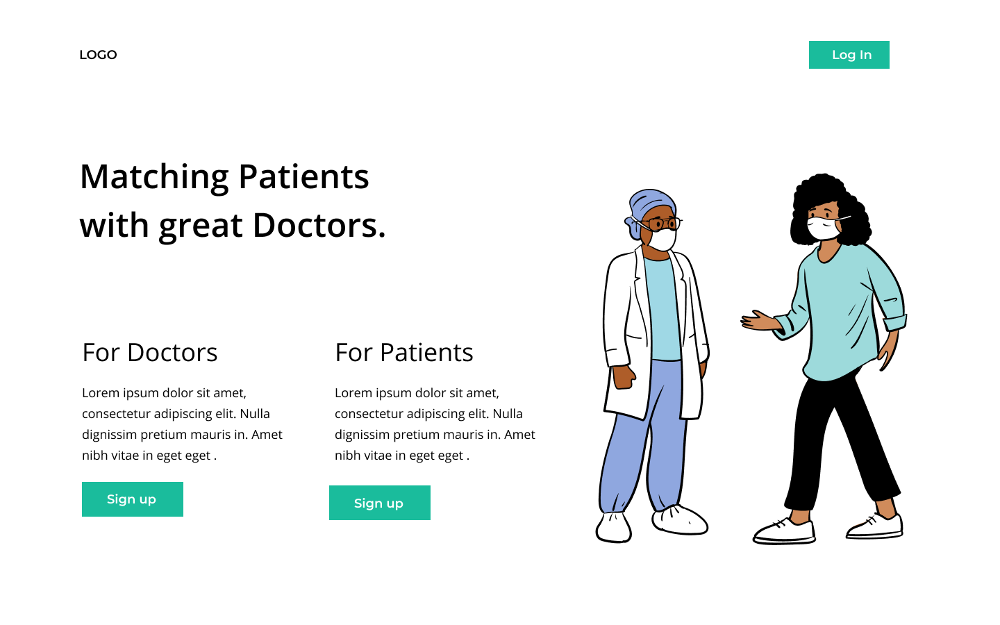 LOGO
Log In
Matching Patients
with great Doctors.
For Doctors
Lorem ipsum dolor sit amet,
consectetur adipiscing elit. Nulla
dignissim pretium mauris in. Amet
nibh vitae in eget eget .
Sign up
For Patients
Lorem ipsum dolor sit amet,
consectetur adipiscing elit. Nulla
dignissim pretium mauris in. Amet
nibh vitae in eget eget .
Sign up